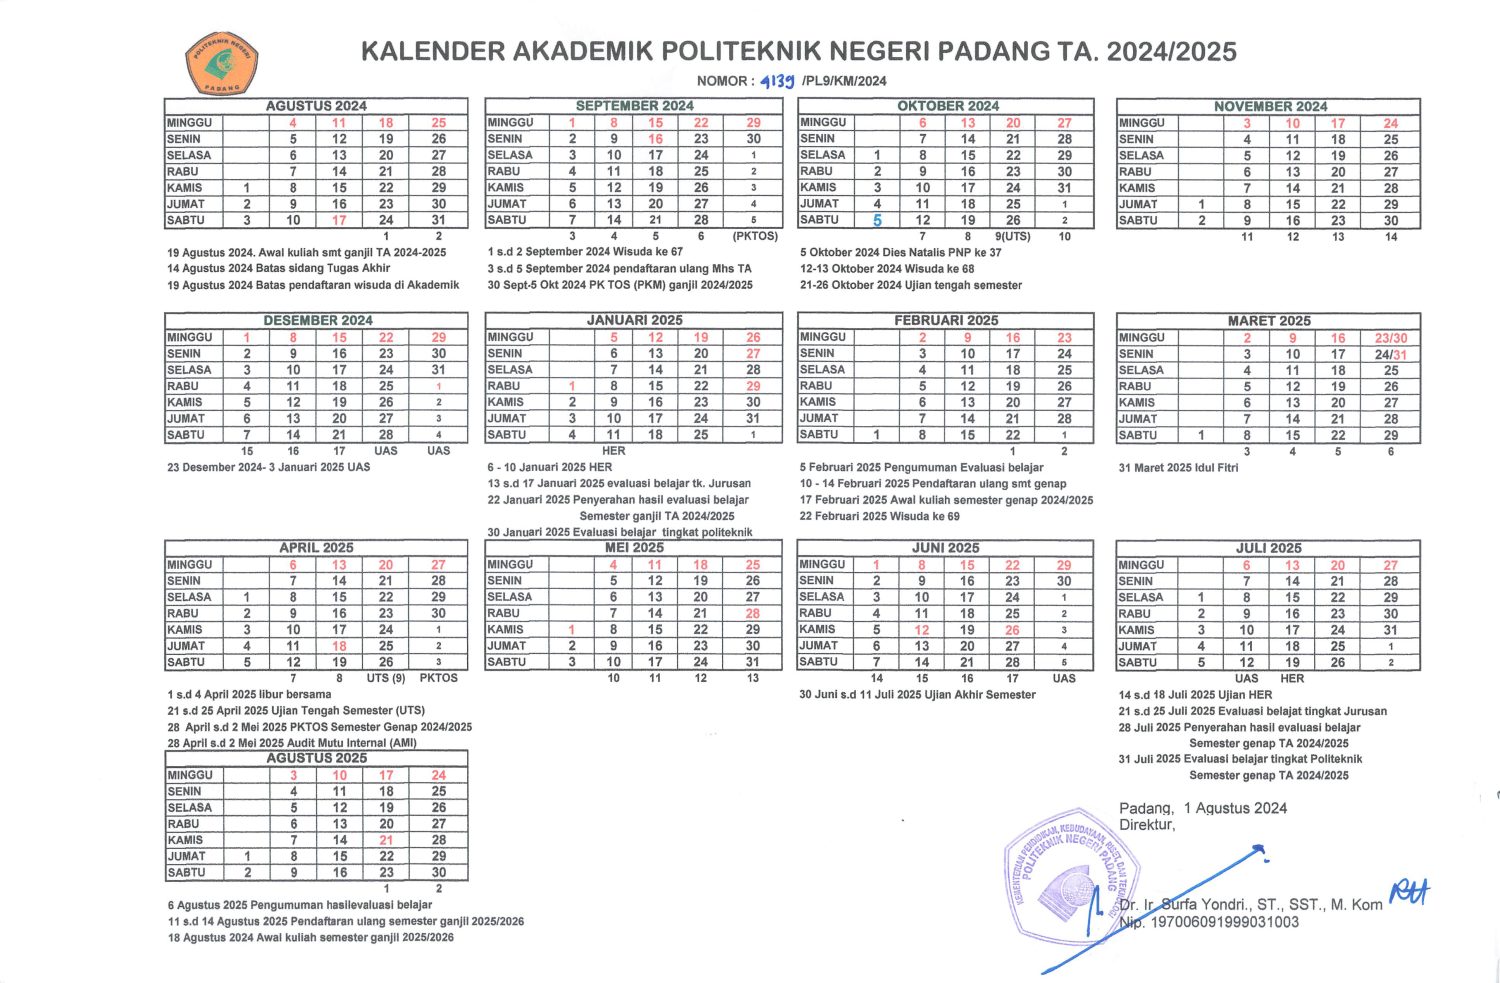 POLITEKNIK NEGERI
PADANG
KALENDER AKADEMIK POLITEKNIK NEGERI PADANG TA. 2024/2025
NOMOR : 4139 /PL9/KM/2024
AGUSTUS 2024
MINGGU 4 11 18 25
SENIN 5 12 19 26
SELASA 6 13 20 27
RABU 7 14 21 28
KAMIS 1 8 15 22 29
JUMAT 2 9 16 23 30
SABTU 3 10 17 24 31
1 2
19 Agustus 2024. Awal kuliah smt ganjil TA 2024-2025
14 Agustus 2024 Batas sidang Tugas Akhir
19 Agustus 2024 Batas pendaftaran wisuda di Akademik
SEPTEMBER 2024
MINGGU 1 8 15 22 29
SENIN 2 9 16 23 30
SELASA 3 10 17 24 1
RABU 4 11 18 25 2
KAMIS 5 12 19 26 3
JUMAT 6 13 20 27 4
SABTU 7 14 21 28 5
3 4 5 6 (PKTOS)
1 s.d 2 September 2024 Wisuda ke 67
3 s.d 5 September 2024 pendaftaran ulang Mhs TA
30 Sept-5 Okt 2024 PK TOS (PKM) ganjil 2024/2025
OKTOBER 2024
MINGGU 6 13 20 27
SENIN 7 14 21 28
SELASA 1 8 15 22 29
RABU 2 9 16 23 30
KAMIS 3 10 17 24 31
JUMAT 4 11 18 25 1
SABTU 5 12 19 26 2
7 8 9(UTS) 10
5 Oktober 2024 Dies Natalis PNP ke 37
12-13 Oktober 2024 Wisuda ke 68
21-26 Oktober 2024 Ujian tengah semester
NOVEMBER 2024
MINGGU 3 10 17 24
SENIN 4 11 18 25
SELASA 5 12 19 26
RABU 6 13 20 27
KAMIS 7 14 21 28
JUMAT 1 8 15 22 29
SABTU 2 9 16 23 30
11 12 13 14
DESEMBER 2024
MINGGU 1 8 15 22 29
SENIN 2 9 16 23 30
SELASA 3 10 17 24 31
RABU 4 11 18 25 1
KAMIS 5 12 19 26 2
JUMAT 6 13 20 27 3
SABTU 7 14 21 28 4
15 16 17 UAS UAS
23 Desember 2024- 3 Januari 2025 UAS
JANUARI 2025
MINGGU 5 12 19 26
SENIN 6 13 20 27
SELASA 7 14 21 28
RABU 1 8 15 22 29
KAMIS 2 9 16 23 30
JUMAT 3 10 17 24 31
SABTU 4 11 18 25 1
HER
6 - 10 Januari 2025 HER
13 s.d 17 Januari 2025 evaluasi belajar tk. Jurusan
22 Januari 2025 Penyerahan hasil evaluasi belajar
Semester ganjil TA 2024/2025
30 Januari 2025 Evaluasi belajar tingkat politeknik
FEBRUARI 2025
MINGGU 2 9 16 23
SENIN 3 10 17 24
SELASA 4 11 18 25
RABU 5 12 19 26
KAMIS 6 13 20 27
JUMAT 7 14 21 28
SABTU 1 8 15 22 1
1 2
5 Februari 2025 Pengumuman Evaluasi belajar
10 - 14 Februari 2025 Pendaftaran ulang smt genap
17 Februari 2025 Awal kuliah semester genap 2024/2025
22 Februari 2025 Wisuda ke 69
MARET 2025
MINGGU 2 9 16 23/30
SENIN 3 10 17 24/31
SELASA 4 11 18 25
RABU 5 12 19 26
KAMIS 6 13 20 27
JUMAT 7 14 21 28
SABTU 1 8 15 22 29
3 4 5 6
31 Maret 2025 Idul Fitri
APRIL 2025
MINGGU 6 13 20 27
SENIN 7 14 21 28
SELASA 1 8 15 22 29
RABU 2 9 16 23 30
KAMIS 3 10 17 24 1
JUMAT 4 11 18 25 2
SABTU 5 12 19 26 3
7 8 UTS (9) PKTOS
1 s.d 4 April 2025 libur bersama
21 s.d 25 April 2025 Ujian Tengah Semester (UTS)
28 April s.d 2 Mei 2025 PKTOS Semester Genap 2024/2025
28 April s.d 2 Mei 2025 Audit Mutu Internal (AMI)
MEI 2025
MINGGU 4 11 18 25
SENIN 5 12 19 26
SELASA 6 13 20 27
RABU 7 14 21 28
KAMIS 1 8 15 22 29
JUMAT 2 9 16 23 30
SABTU 3 10 17 24 31
10 11 12 13
JUNI 2025
MINGGU 1 8 15 22 29
SENIN 2 9 16 23 30
SELASA 3 10 17 24 1
RABU 4 11 18 25 2
KAMIS 5 12 19 26 3
JUMAT 6 13 20 27 4
SABTU 7 14 21 28 5
14 15 16 17 UAS
30 Juni s.d 11 Juli 2025 Ujian Akhir Semester
JULI 2025
MINGGU 6 13 20 27
SENIN 7 14 21 28
SELASA 1 8 15 22 29
RABU 2 9 16 23 30
KAMIS 3 10 17 24 31
JUMAT 4 11 18 25 1
SABTU 5 12 19 26 2
UAS HER
14 s.d 18 Juli 2025 Ujian HER
21 s.d 25 Juli 2025 Evaluasi belajat tingkat Jurusan
28 Juli 2025 Penyerahan hasil evaluasi belajar
Semester genap TA 2024/2025
31 Juli 2025 Evaluasi belajar tingkat Politeknik
Semester genap TA 2024/2025
AGUSTUS 2025
MINGGU 3 10 17 24
SENIN 4 11 18 25
SELASA 5 12 19 26
RABU 6 13 20 27
KAMIS 7 14 21 28
JUMAT 1 8 15 22 29
SABTU 2 9 16 23 30
1 2
6 Agustus 2025 Pengumuman hasilevaluasi belajar
11 s.d 14 Agustus 2025 Pendaftaran ulang semester ganjil 2025/2026
18 Agustus 2024 Awal kuliah semester ganjil 2025/2026
Padang, 1 Agustus 2024
Direktur,
KEMENTERIAN PENDIDIKAN, KEBUDAYAAN, RISET, DAN TEKNOLOGI
POLITEKNIK NEGERI PADANG
Dr. Ir. Surfa Yondri., ST., SST., M. Kom
Nip. 197006091999031003